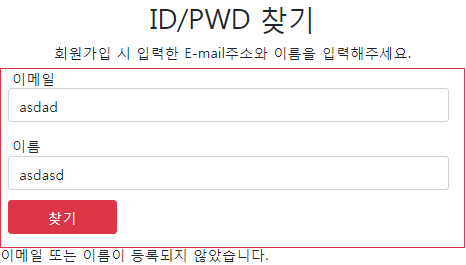 ID/PWD 찾기
회원가입 시 입력한 E-mail주소와 이름을 입력해주세요.
이메일
asdad
이름
asdasd
찾기
이메일 또는 이름이 등록되지 않았습니다.